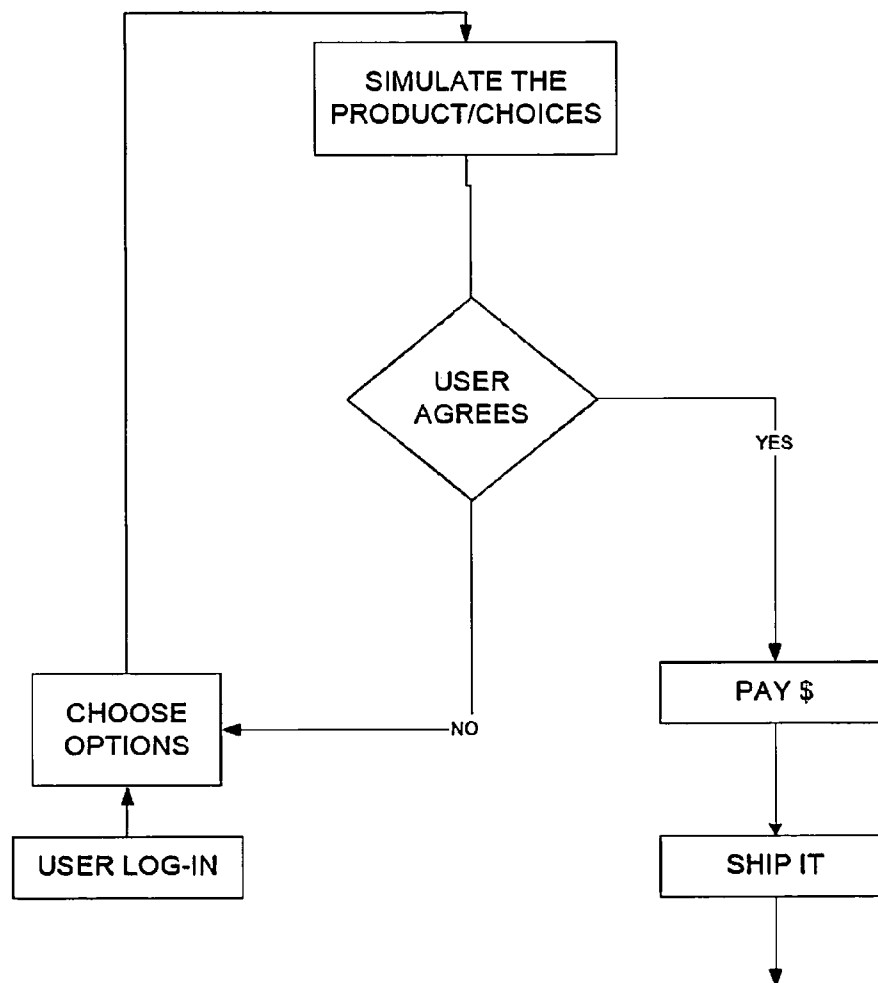 SIMULATE THE
PRODUCT/CHOICES
USER
AGREES
YES
CHOOSE
OPTIONS
NO
PAY $
USER LOG-IN
SHIP IT